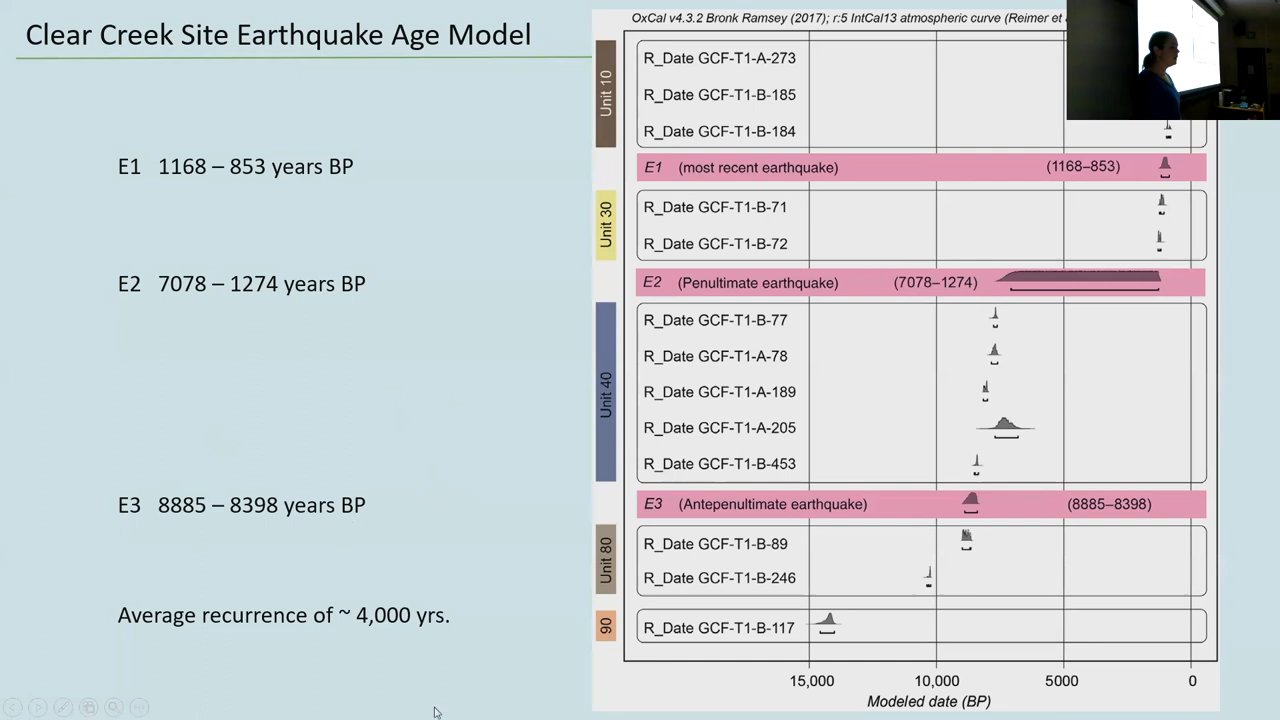 Clear Creek Site Earthquake Age Model
E1 1168 – 853 years BP
E2 7078 – 1274 years BP
E3 8885 – 8398 years BP
Average recurrence of ~ 4,000 yrs.
OxCal v4.3.2 Bronk Ramsey (2017); r:5 IntCal13 atmospheric curve (Reimer et
Unit 10
R_Date GCF-T1-A-273
R_Date GCF-T1-B-185
R_Date GCF-T1-B-184
E1 (most recent earthquake) (1168–853)
Unit 30
R_Date GCF-T1-B-71
R_Date GCF-T1-B-72
E2 (Penultimate earthquake) (7078–1274)
Unit 40
R_Date GCF-T1-B-77
R_Date GCF-T1-A-78
R_Date GCF-T1-A-189
R_Date GCF-T1-A-205
R_Date GCF-T1-B-453
E3 (Antepenultimate earthquake) (8885–8398)
Unit 80
R_Date GCF-T1-B-89
R_Date GCF-T1-B-246
90
R_Date GCF-T1-B-117
15,000 10,000 5000 0
Modeled date (BP)